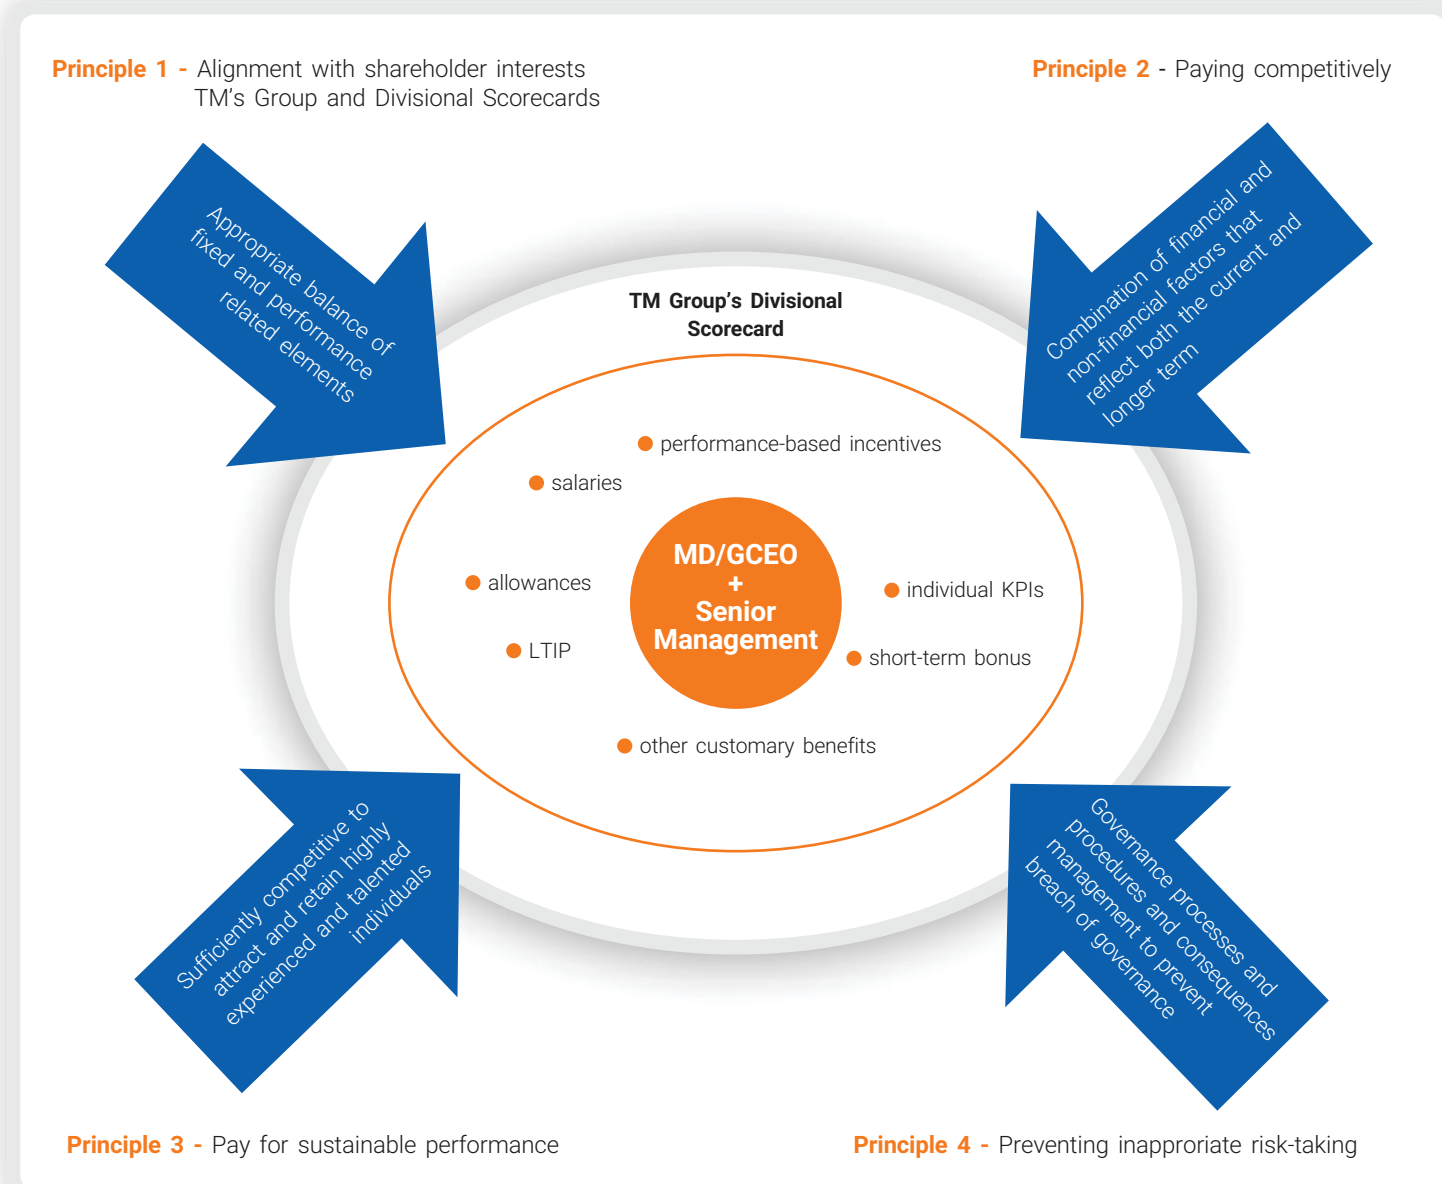 Principle 1 - Alignment with shareholder interests
TM's Group and Divisional Scorecards
Principle 2 - Paying competitively
Appropriate balance of
fixed and performance
related elements
Combination of financial and
non-financial factors that
reflect both the current and
longer term
TM Group's Divisional
Scorecard
performance-based incentives
salaries
allowances
LTIP
MD/GCEO
+
Senior
Management
individual KPIs
short-term bonus
other customary benefits
Sufficiently competitive to
attract and retain highly
experienced and talented
individuals
Governance processes and
procedures and consequences
management to prevent
breach of governance
Principle 3 - Pay for sustainable performance
Principle 4 - Preventing inapproriate risk-taking